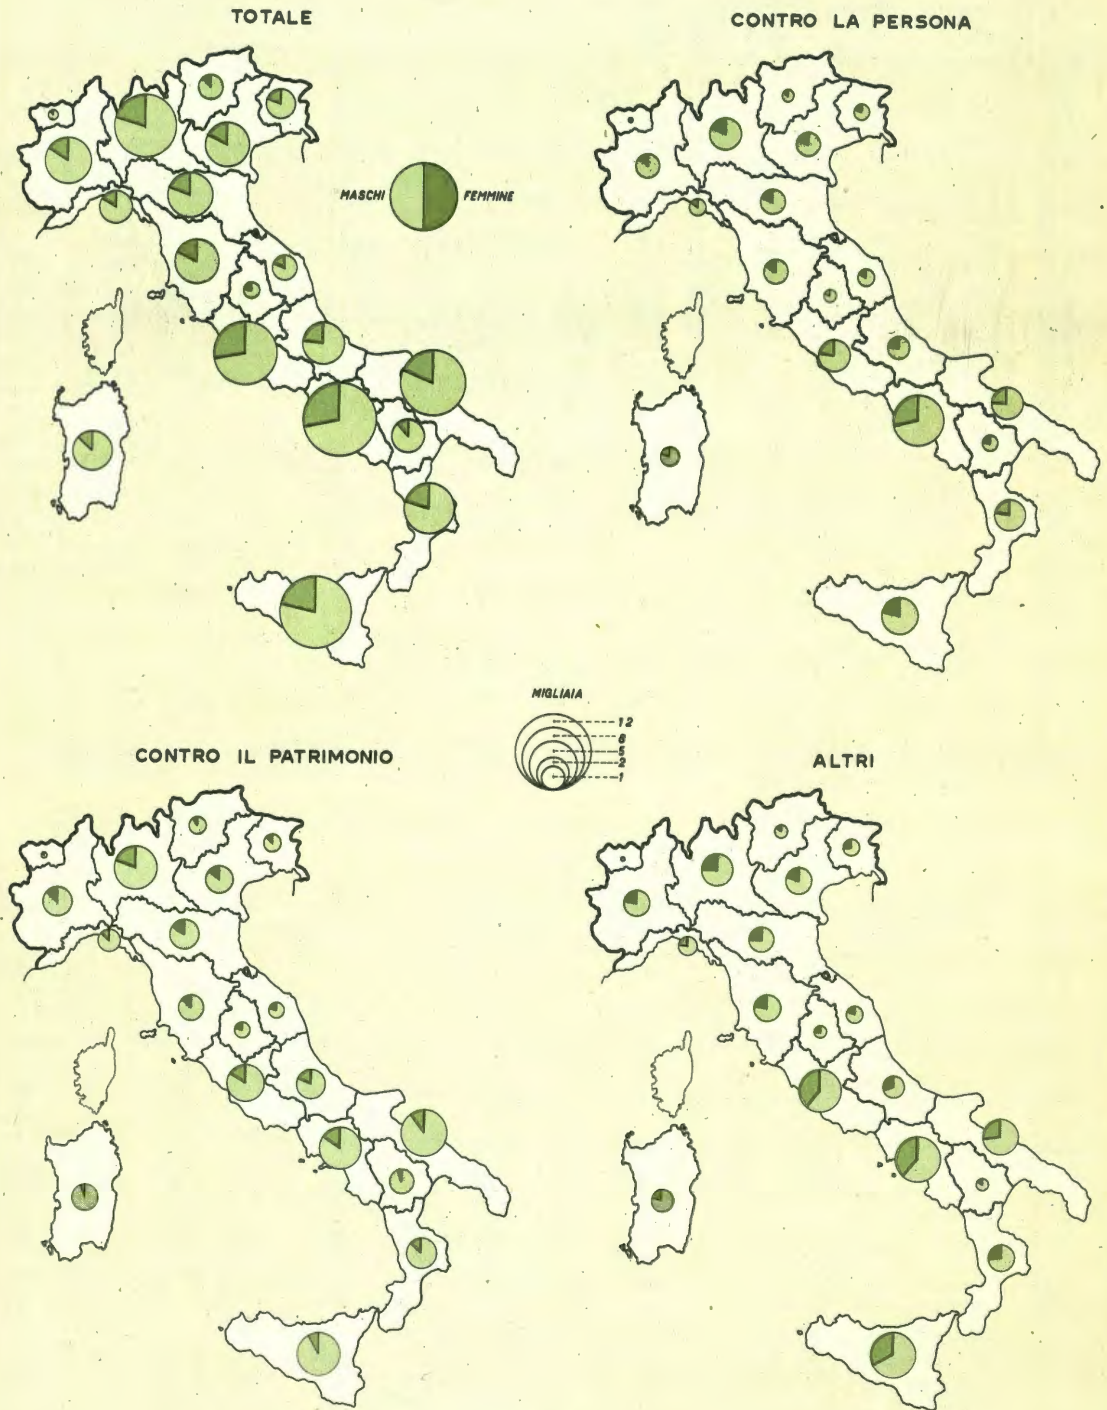 TOTALE
CONTRO LA PERSONA
MASCHI
FEMMINE
MIGLIAIA
12
8
5
2
1
CONTRO IL PATRIMONIO
ALTRI